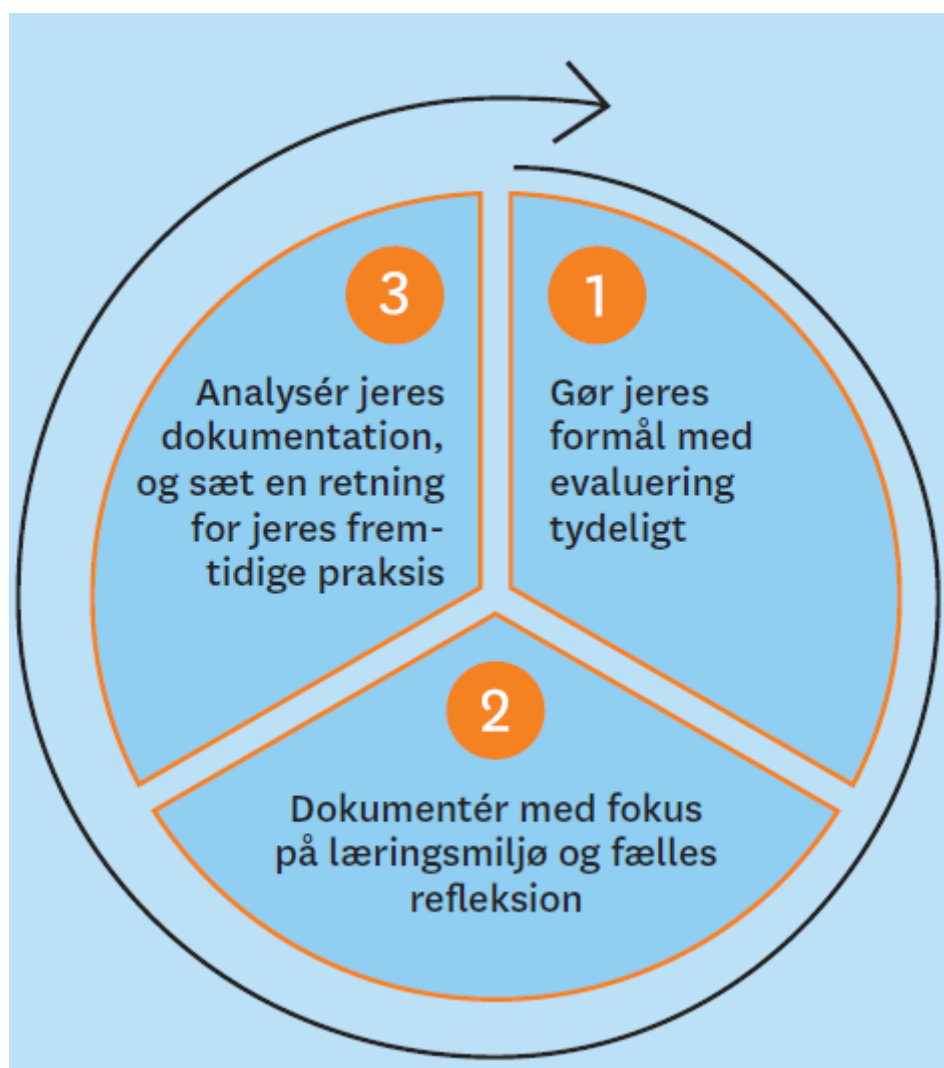 1
Gør jeres
formål med
evaluering
tydeligt
2
Dokumentér med fokus
på læringsmiljø og fælles
refleksion
3
Analysér jeres
dokumentation,
og sæt en retning
for jeres frem-
tidige praksis